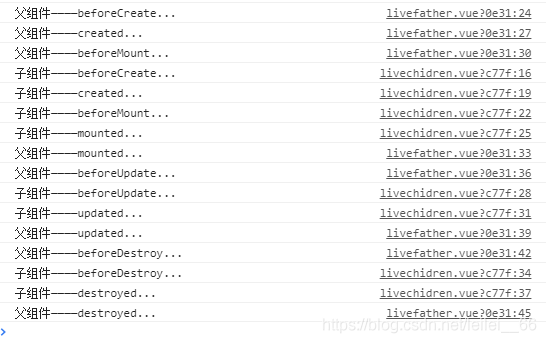 父组件————beforeCreate... livefather.vue?0e31:24
父组件————created... livefather.vue?0e31:27
父组件————beforeMount... livefather.vue?0e31:30
子组件————beforeCreate... livechidren.vue?c77f:16
子组件————created... livechidren.vue?c77f:19
子组件————beforeMount... livechidren.vue?c77f:22
子组件————mounted... livechidren.vue?c77f:25
父组件————mounted... livefather.vue?0e31:33
父组件————beforeUpdate... livefather.vue?0e31:36
子组件————beforeUpdate... livechidren.vue?c77f:28
子组件————updated... livechidren.vue?c77f:31
父组件————updated... livefather.vue?0e31:39
父组件————beforeDestroy... livefather.vue?0e31:42
子组件————beforeDestroy... livechidren.vue?c77f:34
子组件————destroyed... livechidren.vue?c77f:37
父组件————destroyed... livefather.vue?0e31:45
https://blog.csdn.net/leilei__66